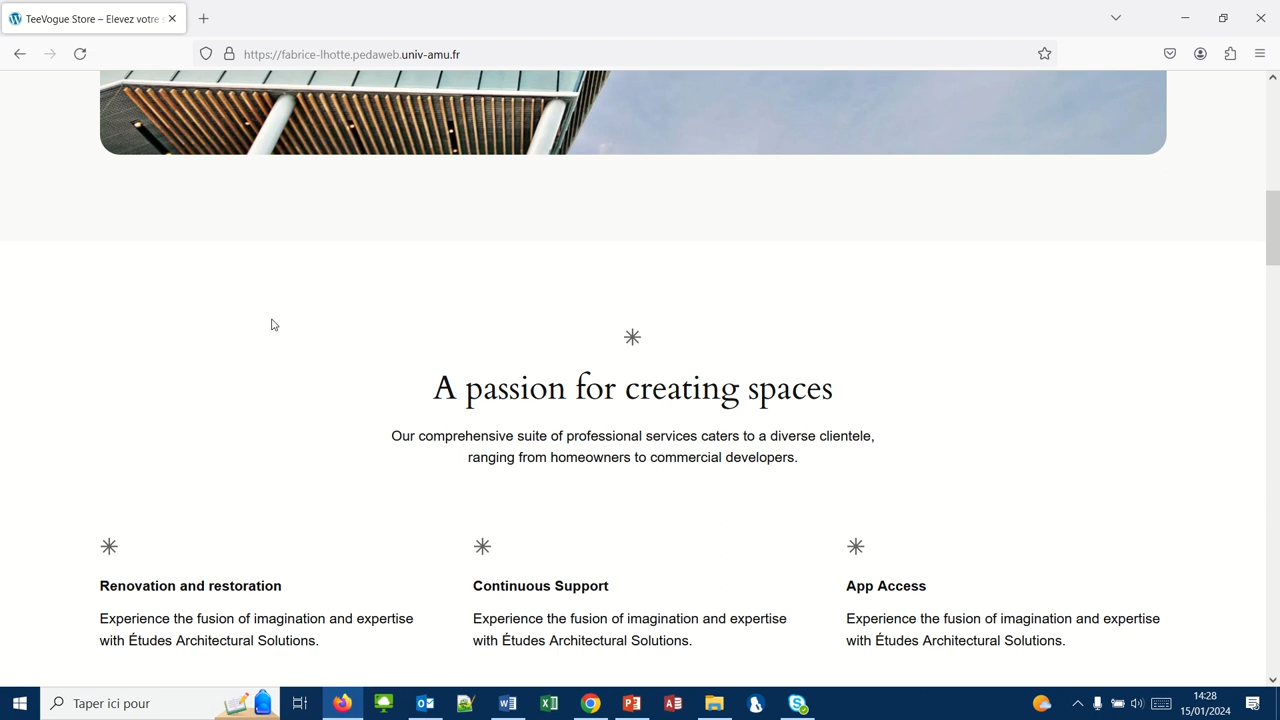 TeeVogue Store – Elevez votre
https://fabrice-lhotte.pedaweb.univ-amu.fr
A passion for creating spaces
Our comprehensive suite of professional services caters to a diverse clientele,
ranging from homeowners to commercial developers.
Renovation and restoration
Experience the fusion of imagination and expertise
with Études Architectural Solutions.
Continuous Support
Experience the fusion of imagination and expertise
with Études Architectural Solutions.
App Access
Experience the fusion of imagination and expertise
with Études Architectural Solutions.
Taper ici pour
14:28
15/01/2024